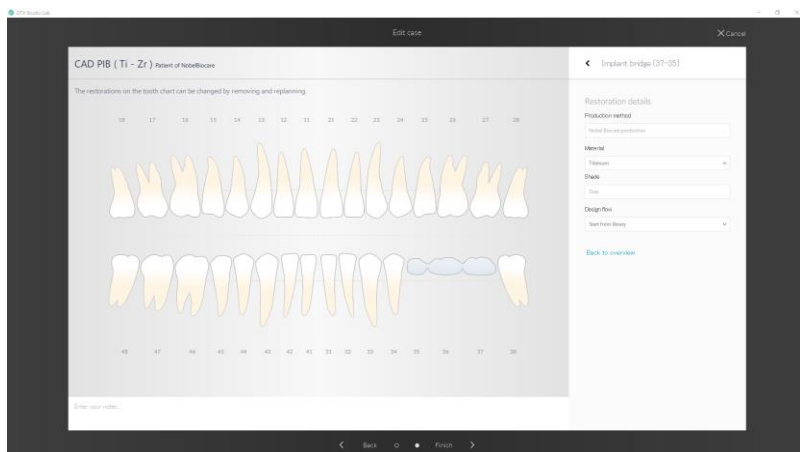 DTX Studio Lab
Edit case
Cancel
CAD PIB ( Ti - Zr ) Patient of NobelBiocare
Implant bridge (37-35)
The restorations on the tooth chart can be changed by removing and replanning.
18 17 16 15 14 13 12 11 21 22 23 24 25 26 27 28
48 47 46 45 44 43 42 41 31 32 33 34 35 36 37 38
Enter your notes...
Restoration details
Production method
Nobel Biocare production
Material
Titanium
Shade
Grey
Design flow
Start from library
Back to overview
Back
Finish